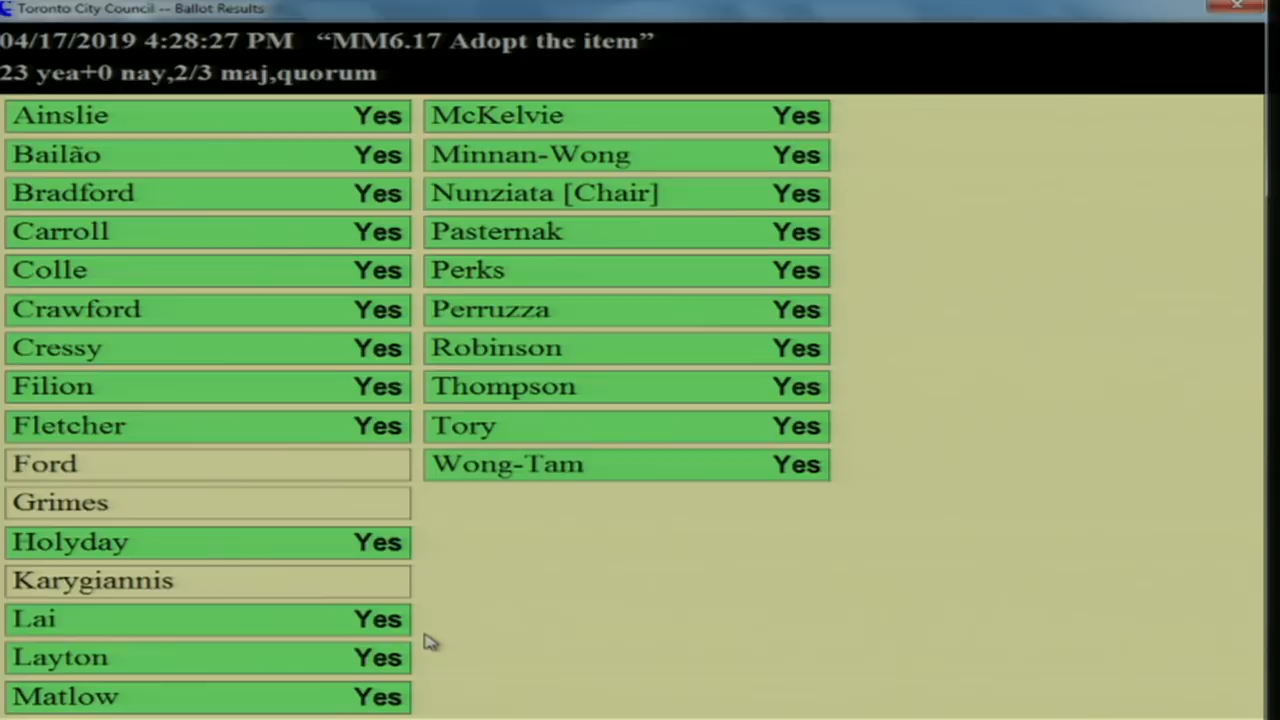 Toronto City Council -- Ballot Results
04/17/2019 4:28:27 PM “MM6.17 Adopt the item”
23 yea+0 nay,2/3 maj,quorum
Ainslie Yes
Bailão Yes
Bradford Yes
Carroll Yes
Colle Yes
Crawford Yes
Cressy Yes
Filion Yes
Fletcher Yes
Ford
Grimes
Holyday Yes
Karygiannis
Lai Yes
Layton Yes
Matlow Yes
McKelvie Yes
Minnan-Wong Yes
Nunziata [Chair] Yes
Pasternak Yes
Perks Yes
Perruzza Yes
Robinson Yes
Thompson Yes
Tory Yes
Wong-Tam Yes